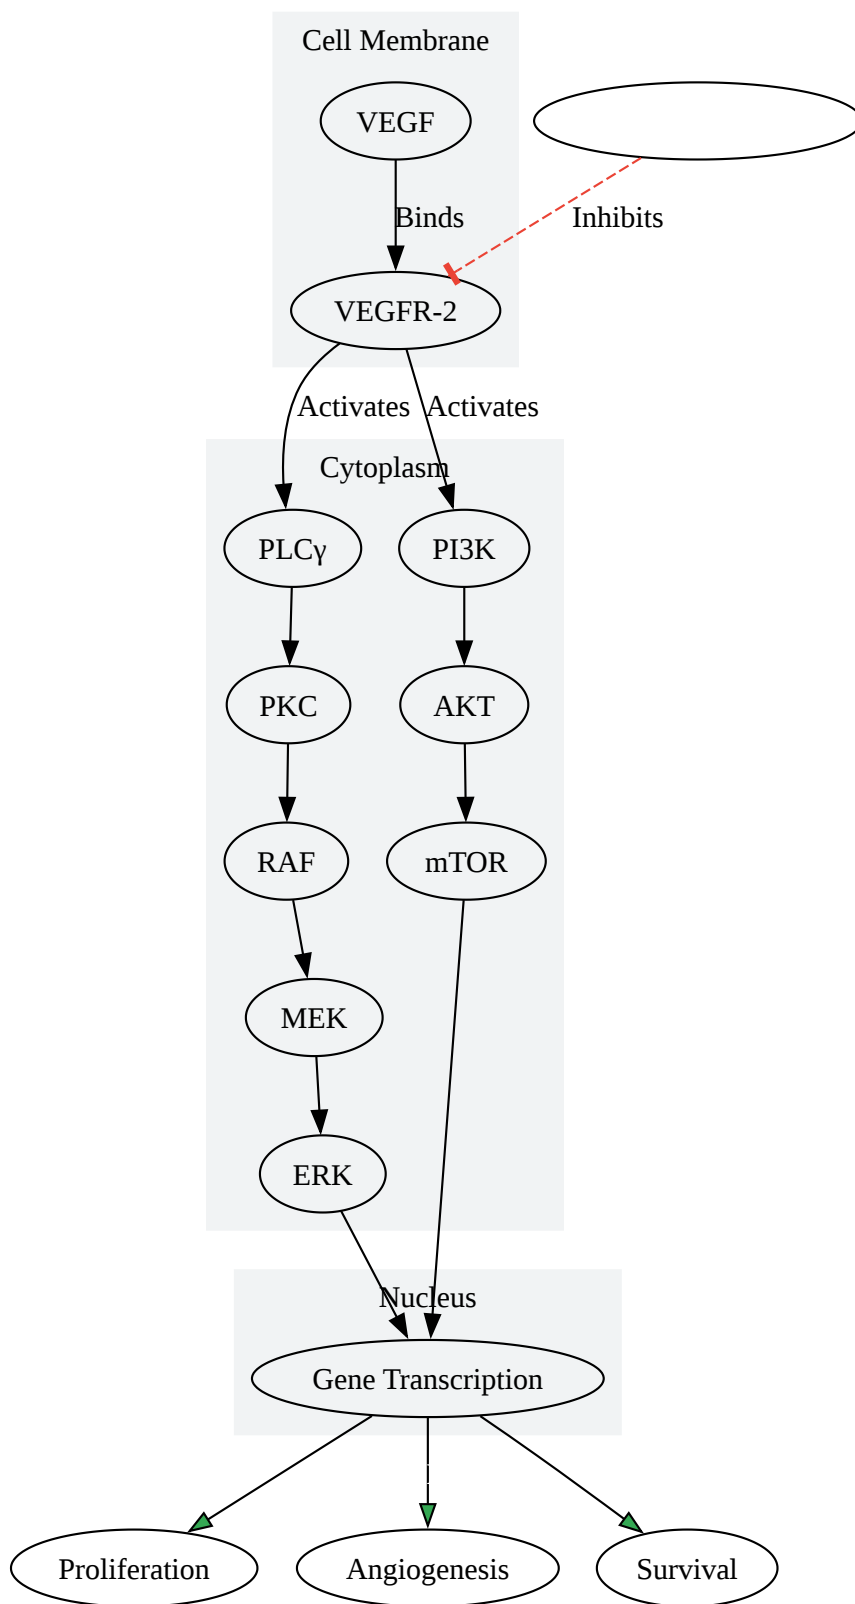 Cell Membrane
VEGF
Binds
Inhibits
VEGFR-2
Activates
Activates
Cytoplasm
PLCγ
PI3K
PKC
AKT
RAF
mTOR
MEK
ERK
Nucleus
Gene Transcription
Proliferation
Angiogenesis
Survival